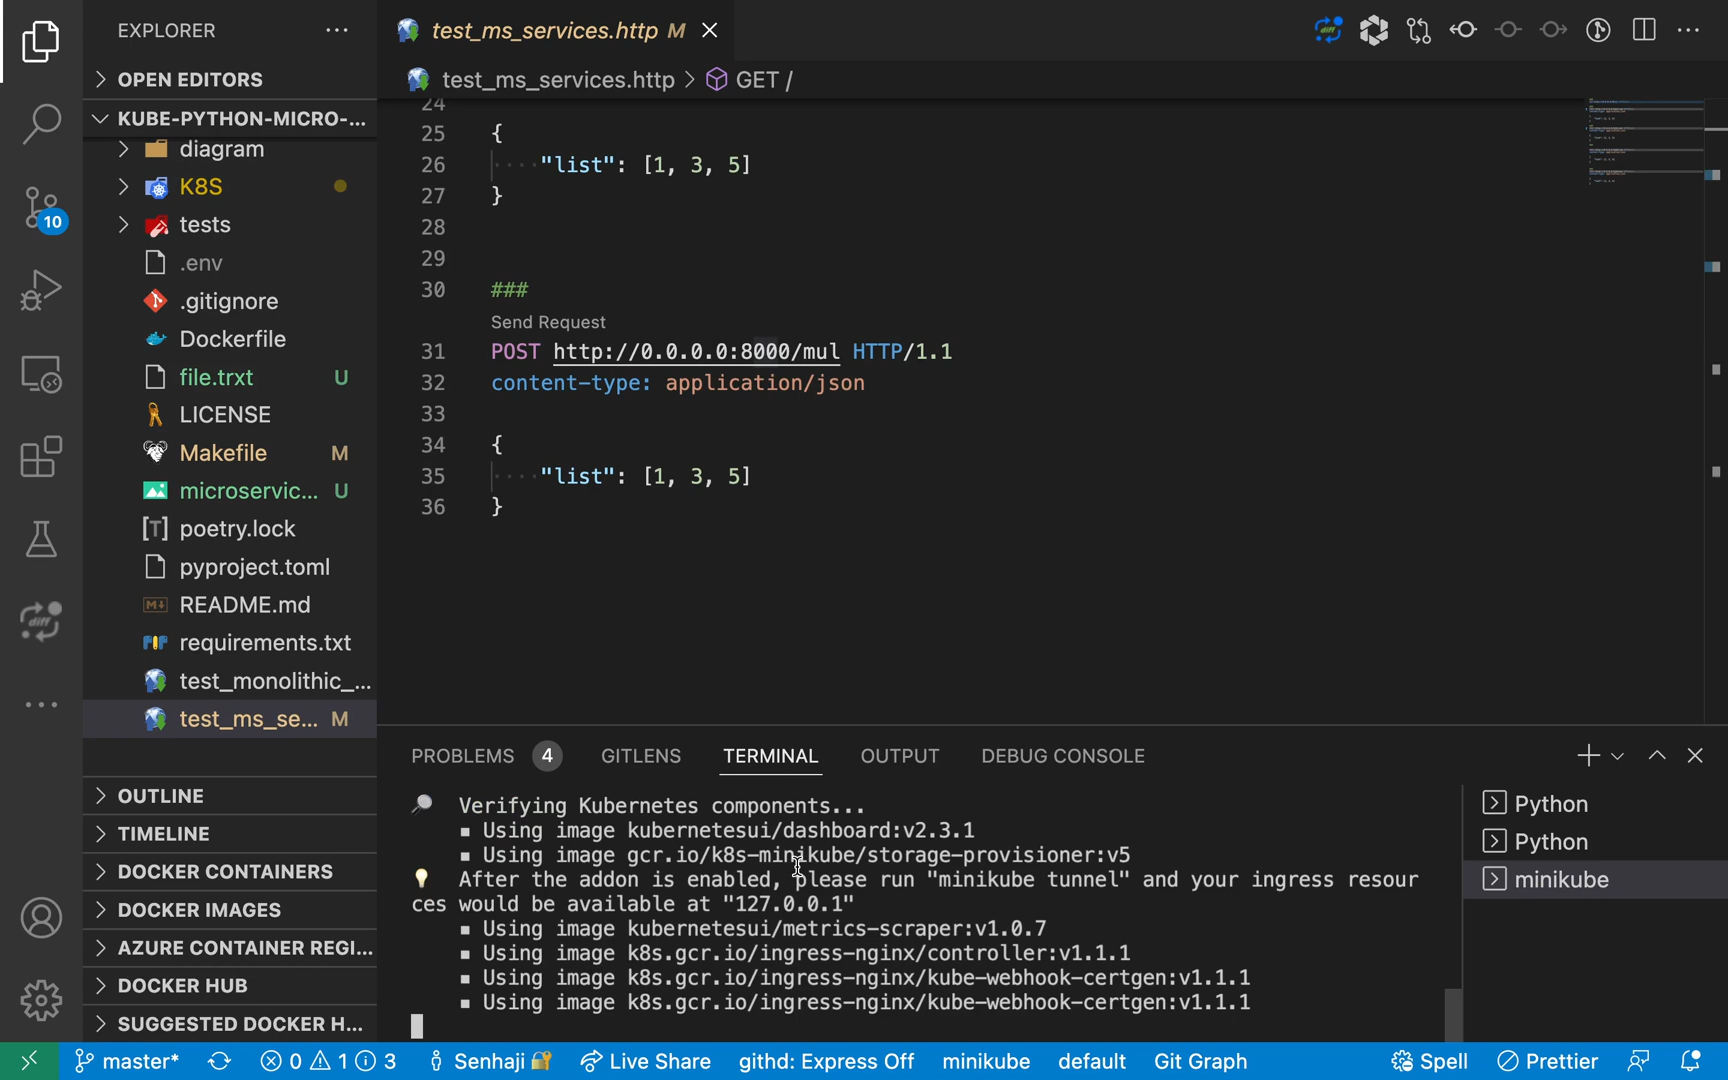 EXPLORER
test_ms_services.http M
OPEN EDITORS
test_ms_services.http > GET /
KUBE-PYTHON-MICRO-...
diagram
K8S
tests
.env
.gitignore
Dockerfile
file.trxt U
LICENSE
Makefile M
microservic... U
poetry.lock
pyproject.toml
README.md
requirements.txt
test_monolithic_...
test_ms_se... M
OUTLINE
TIMELINE
DOCKER CONTAINERS
DOCKER IMAGES
AZURE CONTAINER REGI...
DOCKER HUB
SUGGESTED DOCKER H...
10
diff
diff
24
25 {
26 ····"list": [1, 3, 5]
27 }
28
29
30 ###
Send Request
31 POST http://0.0.0.0:8000/mul HTTP/1.1
32 content-type: application/json
33
34 {
35 ····"list": [1, 3, 5]
36 }
PROBLEMS 4 GITLENS TERMINAL OUTPUT DEBUG CONSOLE
Verifying Kubernetes components...
▪ Using image kubernetesui/dashboard:v2.3.1
▪ Using image gcr.io/k8s-minikube/storage-provisioner:v5
After the addon is enabled, please run "minikube tunnel" and your ingress resour
ces would be available at "127.0.0.1"
▪ Using image kubernetesui/metrics-scraper:v1.0.7
▪ Using image k8s.gcr.io/ingress-nginx/controller:v1.1.1
▪ Using image k8s.gcr.io/ingress-nginx/kube-webhook-certgen:v1.1.1
▪ Using image k8s.gcr.io/ingress-nginx/kube-webhook-certgen:v1.1.1
Python
Python
minikube
master* 0 1 3 Senhaji Live Share githd: Express Off minikube default Git Graph Spell Prettier